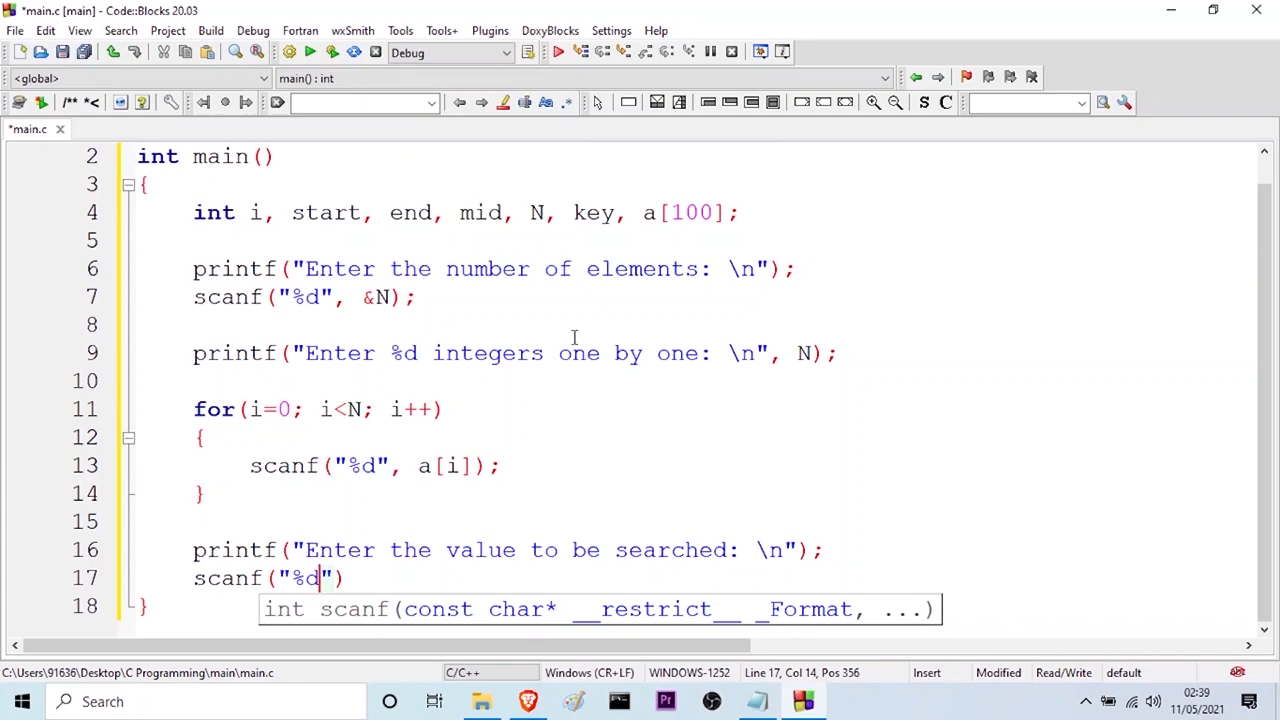 *main.c [main] - Code::Blocks 20.03
File Edit View Search Project Build Debug Fortran wxSmith Tools Tools+ Plugins DoxyBlocks Settings Help
Debug
<global> main() : int
/** *< Aa .* S C
*main.c
2 int main()
3 {
4 int i, start, end, mid, N, key, a[100];
5
6 printf("Enter the number of elements: \n");
7 scanf("%d", &N);
8
9 printf("Enter %d integers one by one: \n", N);
10
11 for(i=0; i<N; i++)
12 {
13 scanf("%d", a[i]);
14 }
15
16 printf("Enter the value to be searched: \n");
17 scanf("%d")
18 }
int scanf(const char* __restrict__ _Format, ...)
C:\Users\91636\Desktop\C Programming\main\main.c C/C++ Windows (CR+LF) WINDOWS-1252 Line 17, Col 14, Pos 356 Insert Modified Read/Write default
Search Pr 02:39
11/05/2021